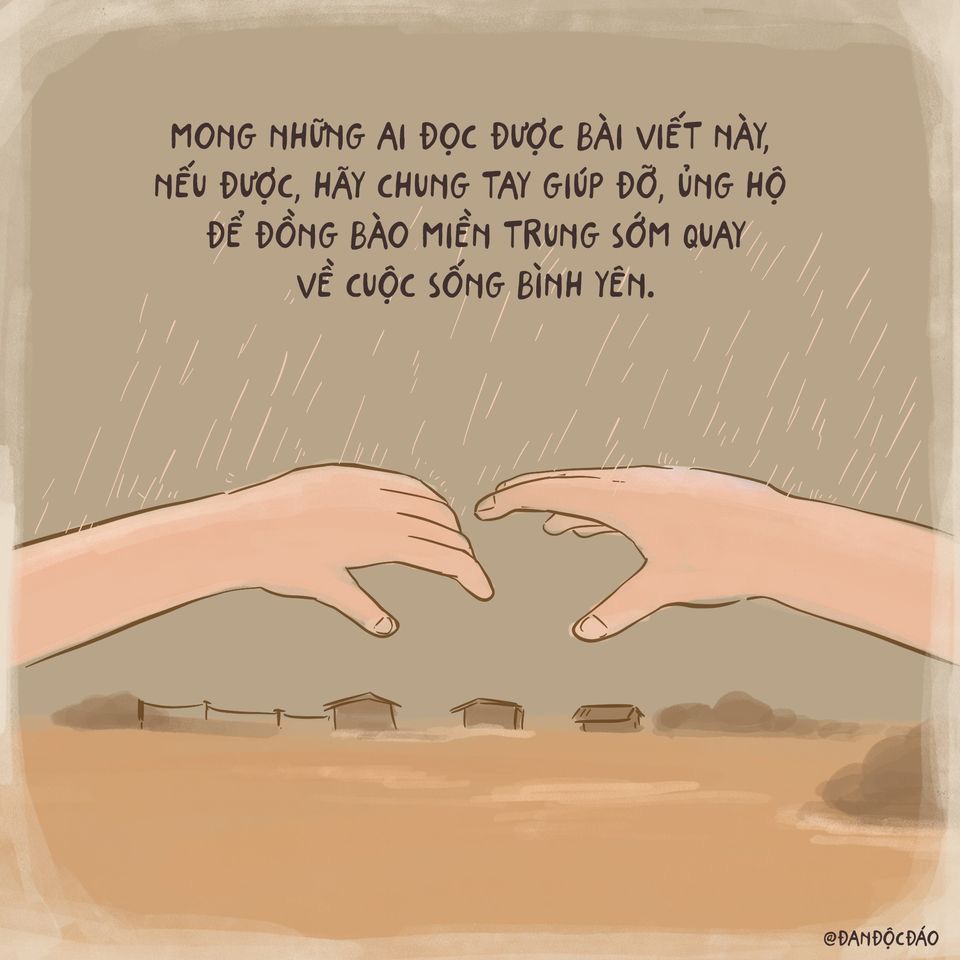 MONG NHỮNG AI ĐỌC ĐƯỢC BÀI VIẾT NÀY,
NẾU ĐƯỢC, HÃY CHUNG TAY GIÚP ĐỠ, ỦNG HỘ
ĐỂ ĐỒNG BÀO MIỀN TRUNG SỚM QUAY
VỀ CUỘC SỐNG BÌNH YÊN.
@ĐANĐỘCĐÁO